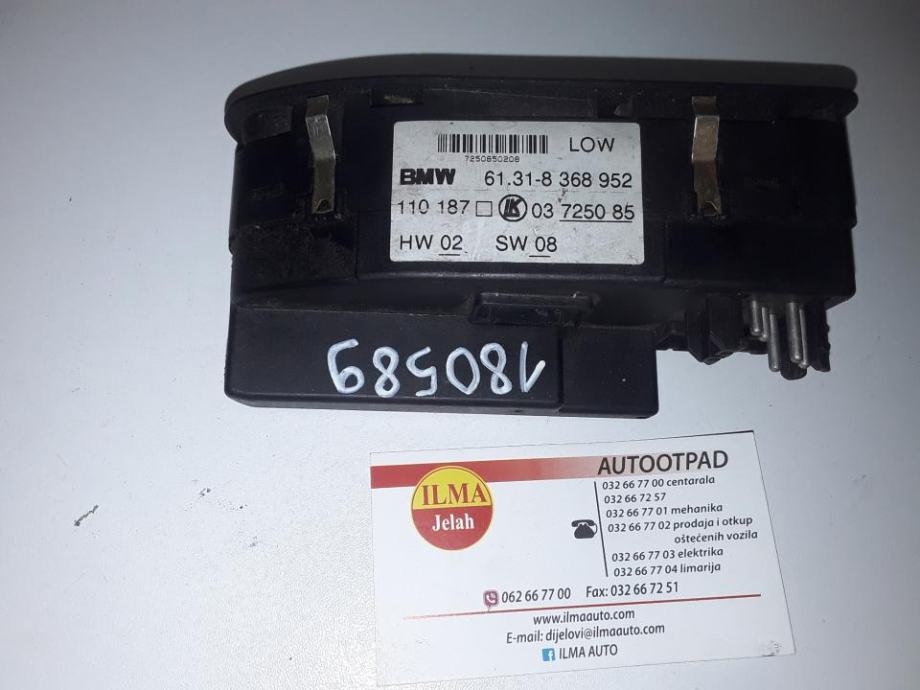 LOW
7250850208
BMW 61.31-8 368 952
110 187 LK 03 7250 85
HW 02 SW 08
180589
AUTOOTPAD
ILMA
Jelah
032 66 77 00 centarala
032 66 72 57
032 66 77 01 mehanika
032 66 77 02 prodaja i otkup
oštećenih vozila
032 66 77 03 elektrika
032 66 77 04 limarija
062 66 77 00 Fax: 032 66 72 51
www.ilmaauto.com
E-mail: dijelovi@ilmaauto.com
ILMA AUTO